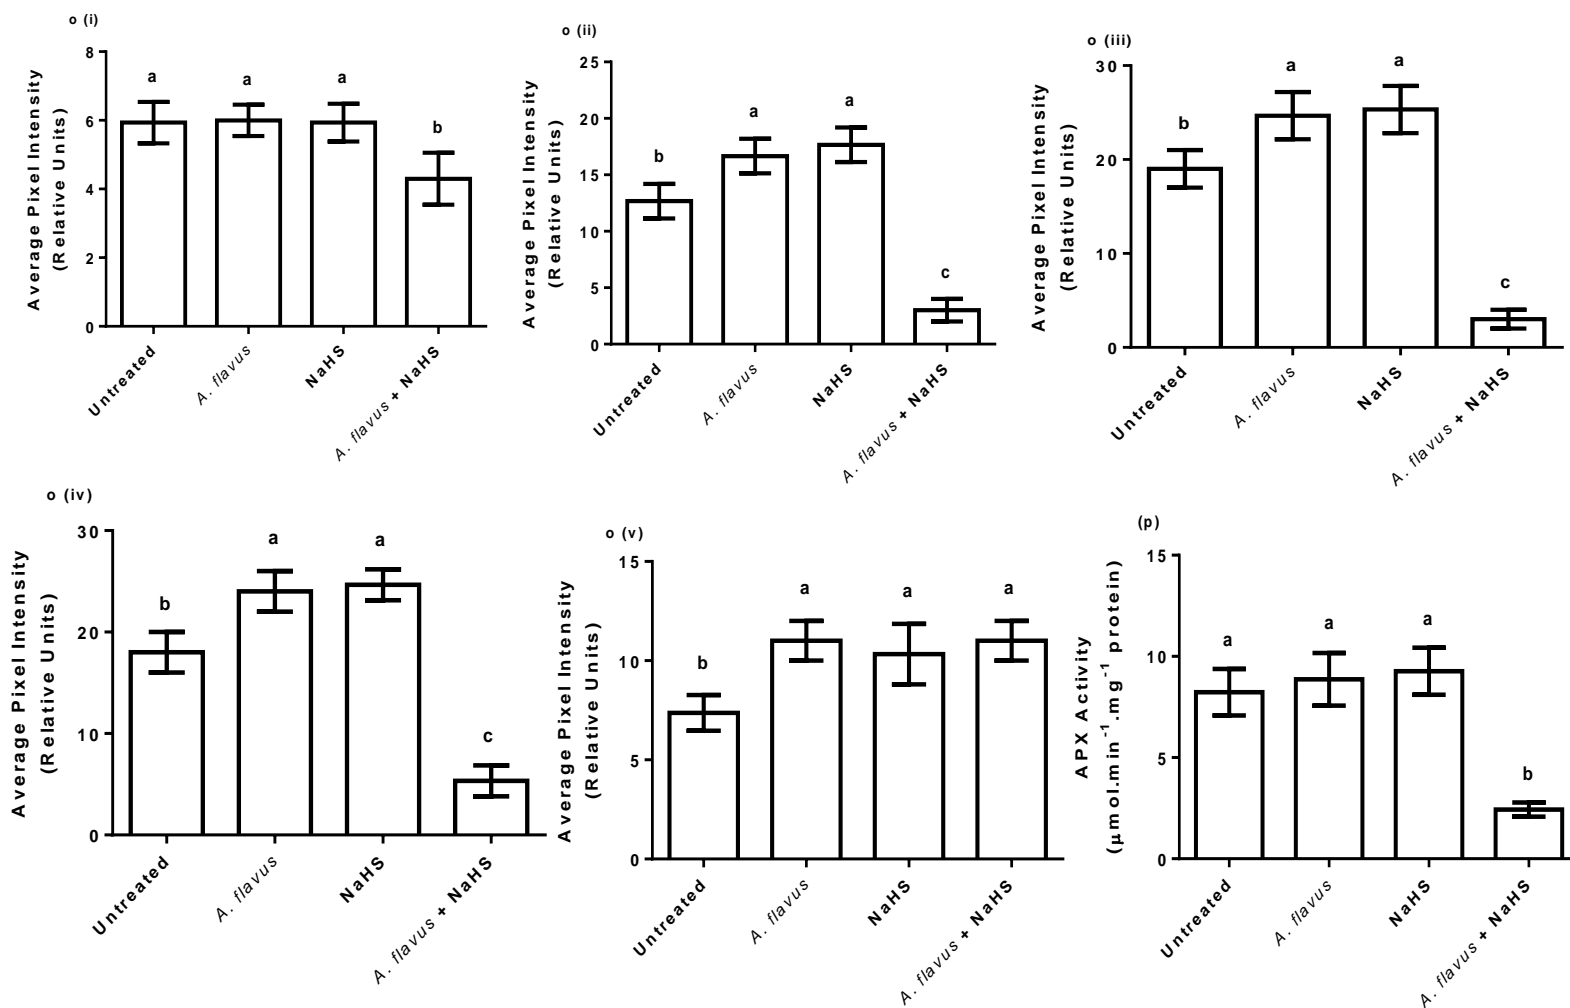 o (i)
Average Pixel Intensity
(Relative Units)
8
6
4
2
0
a
a
a
b
Untreated
A. flavus
NaHS
A. flavus + NaHS
o (ii)
Average Pixel Intensity
(Relative Units)
25
20
15
10
5
0
b
a
a
c
Untreated
A. flavus
NaHS
A. flavus + NaHS
o (iii)
Average Pixel Intensity
(Relative Units)
30
20
10
0
b
a
a
c
Untreated
A. flavus
NaHS
A. flavus + NaHS
o (iv)
Average Pixel Intensity
(Relative Units)
30
20
10
0
b
a
a
c
Untreated
A. flavus
NaHS
A. flavus + NaHS
o (v)
Average Pixel Intensity
(Relative Units)
15
10
5
0
b
a
a
a
Untreated
A. flavus
NaHS
A. flavus + NaHS
(p)
APX Activity
(µmol.min⁻¹.mg⁻¹ protein)
15
10
5
0
a
a
a
b
Untreated
A. flavus
NaHS
A. flavus + NaHS